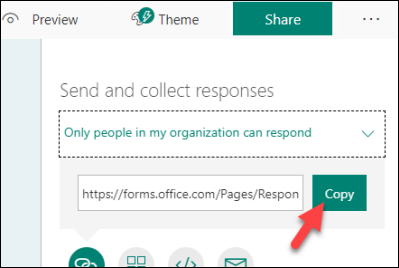 Preview Theme Share ...
Send and collect responses
Only people in my organization can respond
https://forms.office.com/Pages/Respon Copy